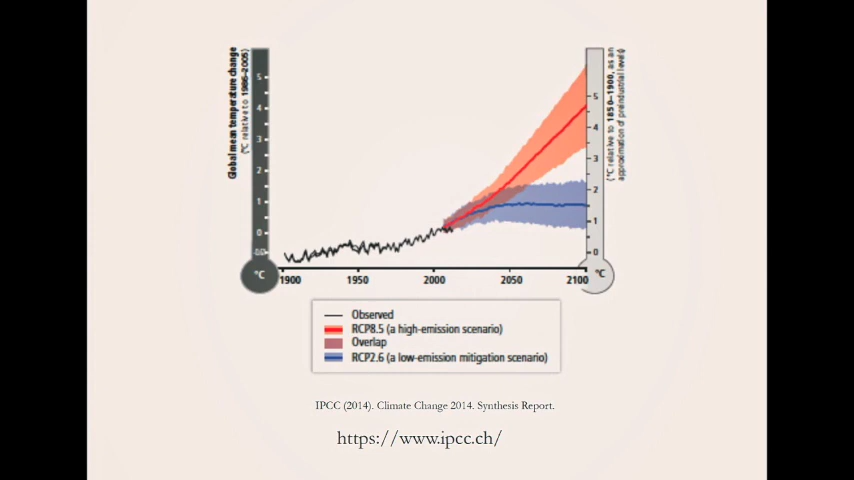 Global mean temperature change
(°C relative to 1986–2005)
5
4
3
2
1
0
°C
(°C relative to 1850–1900, as an
approximation of preindustrial levels)
5
4
3
2
1
0
°C
1900
1950
2000
2050
2100
Observed
RCP8.5 (a high-emission scenario)
Overlap
RCP2.6 (a low-emission mitigation scenario)
IPCC (2014). Climate Change 2014. Synthesis Report.
https://www.ipcc.ch/